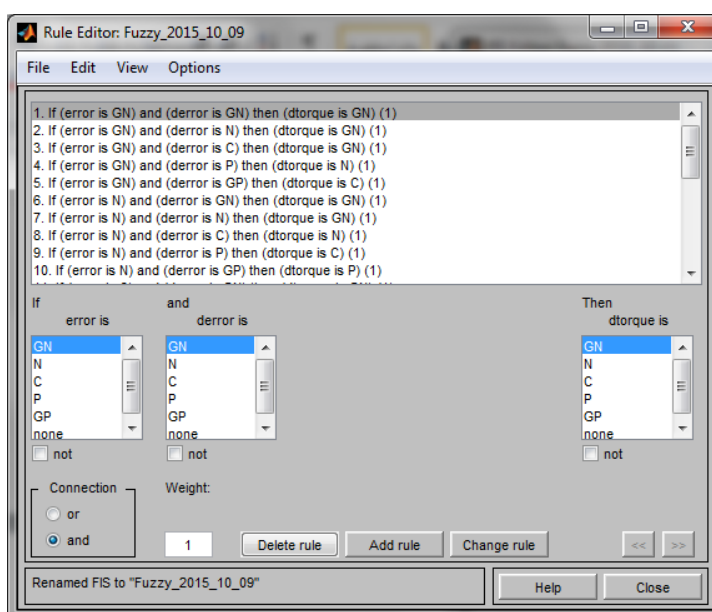 Rule Editor: Fuzzy_2015_10_09
File Edit View Options
1. If (error is GN) and (derror is GN) then (dtorque is GN) (1)
2. If (error is GN) and (derror is N) then (dtorque is GN) (1)
3. If (error is GN) and (derror is C) then (dtorque is GN) (1)
4. If (error is GN) and (derror is P) then (dtorque is N) (1)
5. If (error is GN) and (derror is GP) then (dtorque is C) (1)
6. If (error is N) and (derror is GN) then (dtorque is GN) (1)
7. If (error is N) and (derror is N) then (dtorque is GN) (1)
8. If (error is N) and (derror is C) then (dtorque is N) (1)
9. If (error is N) and (derror is P) then (dtorque is C) (1)
10. If (error is N) and (derror is GP) then (dtorque is P) (1)
If and Then
error is derror is dtorque is
GN GN GN
N N N
C C C
P P P
GP GP GP
none none none
not not not
Connection Weight:
or
and 1 Delete rule Add rule Change rule << >>
Renamed FIS to "Fuzzy_2015_10_09" Help Close